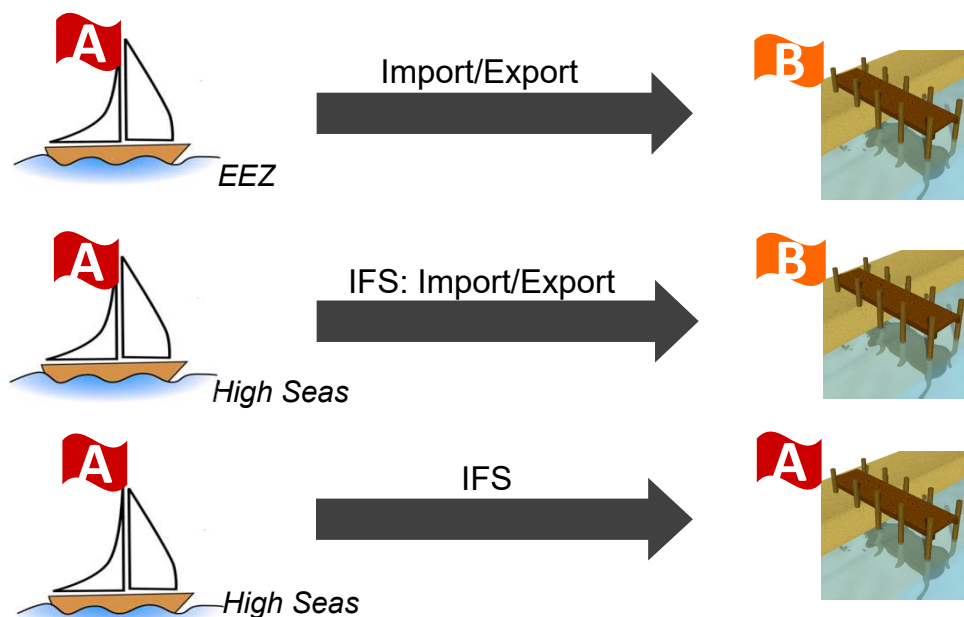 A
Import/Export
B
EEZ
A
IFS: Import/Export
B
High Seas
A
IFS
A
High Seas